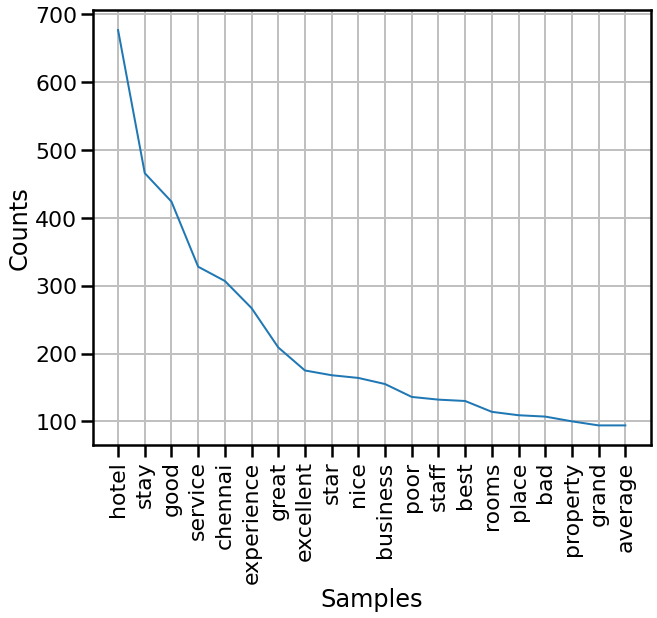 700
600
500
400
300
200
100
Counts
hotel
stay
good
service
chennai
experience
great
excellent
star
nice
business
poor
staff
best
rooms
place
bad
property
grand
average
Samples